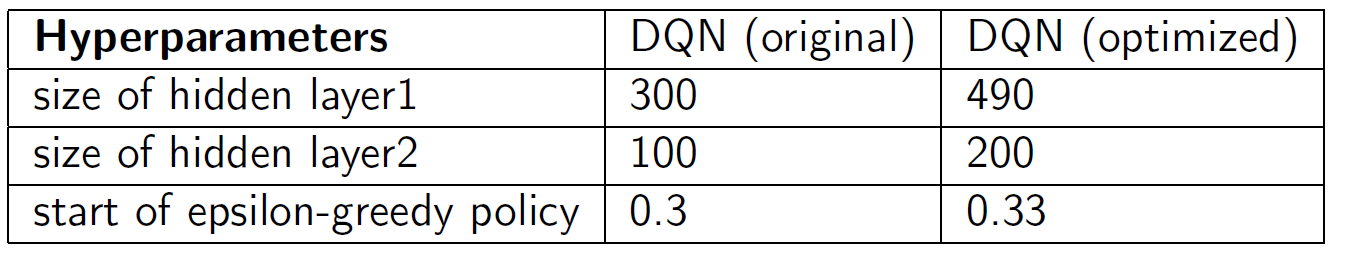 Hyperparameters DQN (original) DQN (optimized)
size of hidden layer1 300 490
size of hidden layer2 100 200
start of epsilon-greedy policy 0.3 0.33